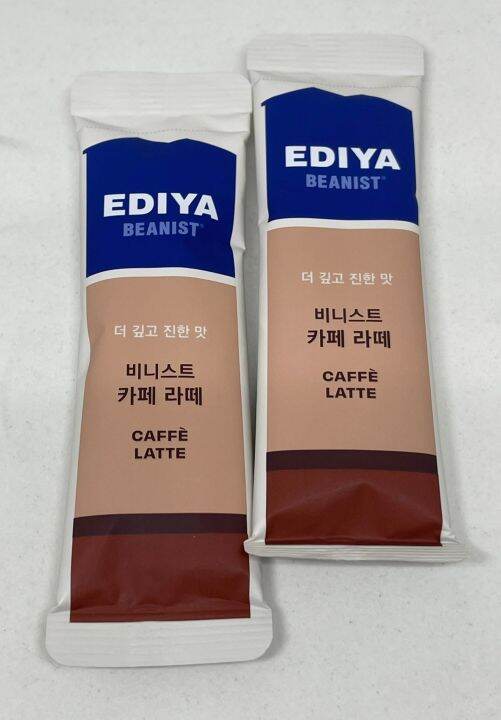 EDIYA
BEANIST®
더 깊고 진한 맛
비니스트
카페 라떼
CAFFÈ
LATTE
EDIYA
BEANIST®
더 깊고 진한 맛
비니스트
카페 라떼
CAFFÈ
LATTE